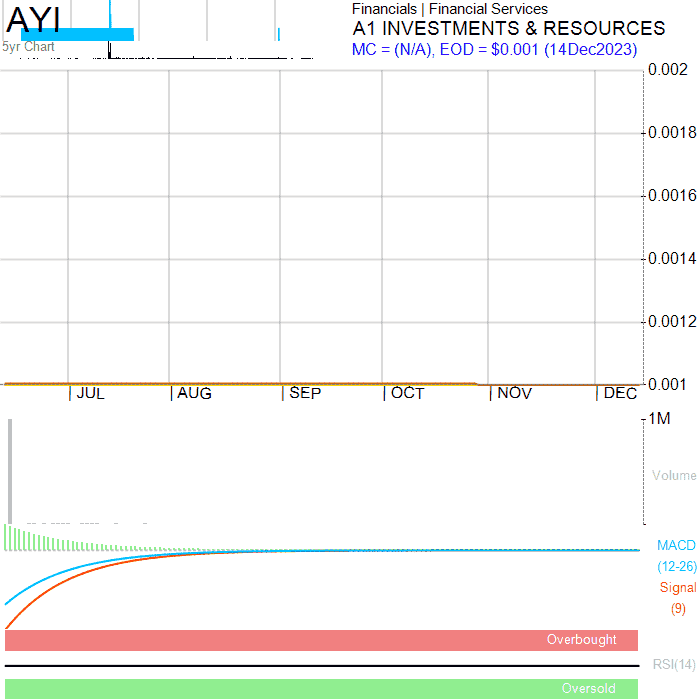 AYI
Financials | Financial Services
A1 INVESTMENTS & RESOURCES
5yr Chart
MC = (N/A), EOD = $0.001 (14Dec2023)
0.002
0.0018
0.0016
0.0014
0.0012
0.001
JUL AUG SEP OCT NOV DEC
1M
Volume
MACD
(12-26)
Signal
(9)
Overbought
RSI(14)
Oversold